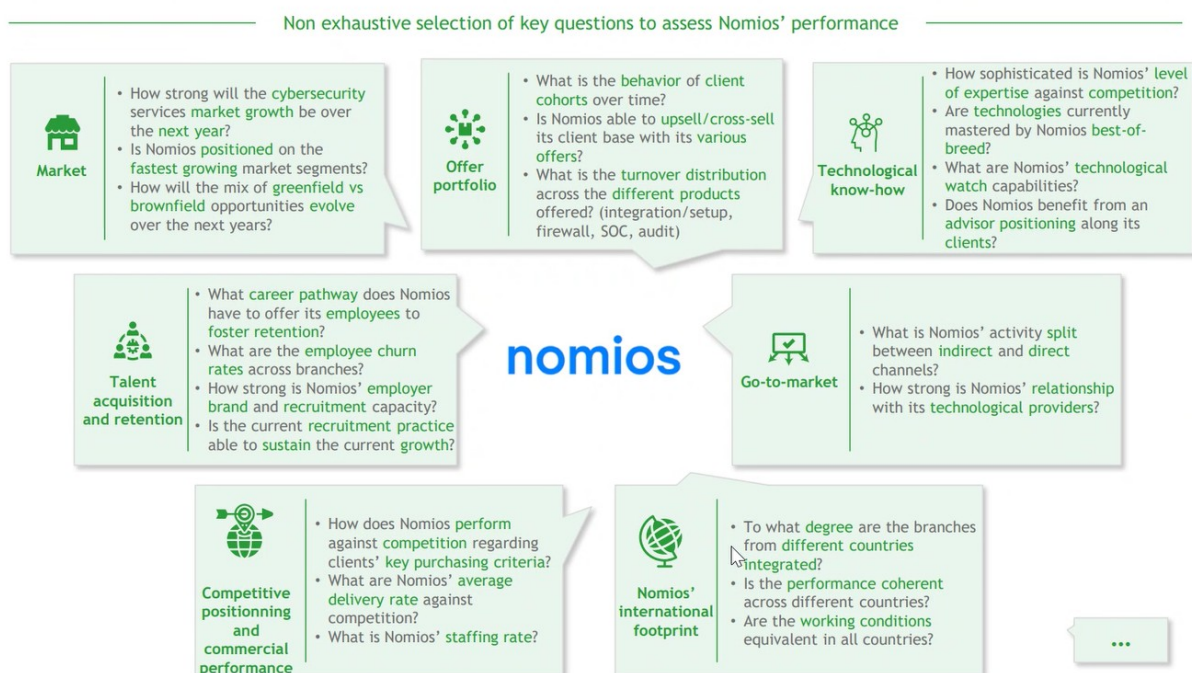 Non exhaustive selection of key questions to assess Nomios' performance
Market
• How strong will the cybersecurity
services market growth be over
the next year?
• Is Nomios positioned on the
fastest growing market segments?
• How will the mix of greenfield vs
brownfield opportunities evolve
over the next years?
Offer
portfolio
• What is the behavior of client
cohorts over time?
• Is Nomios able to upsell/cross-sell
its client base with its various
offers?
• What is the turnover distribution
across the different products
offered? (integration/setup,
firewall, SOC, audit)
Technological
know-how
• How sophisticated is Nomios' level
of expertise against competition?
• Are technologies currently
mastered by Nomios best-of-
breed?
• What are Nomios' technological
watch capabilities?
• Does Nomios benefit from an
advisor positioning along its
clients?
Talent
acquisition
and retention
• What career pathway does Nomios
have to offer its employees to
foster retention?
• What are the employee churn
rates across branches?
• How strong is Nomios' employer
brand and recruitment capacity?
• Is the current recruitment practice
able to sustain the current growth?
nomios
Go-to-market
• What is Nomios' activity split
between indirect and direct
channels?
• How strong is Nomios' relationship
with its technological providers?
Competitive
positionning
and
commercial
performance
• How does Nomios perform
against competition regarding
clients' key purchasing criteria?
• What are Nomios' average
delivery rate against
competition?
• What is Nomios' staffing rate?
Nomios'
international
footprint
• To what degree are the branches
from different countries
integrated?
• Is the performance coherent
across different countries?
• Are the working conditions
equivalent in all countries?
...